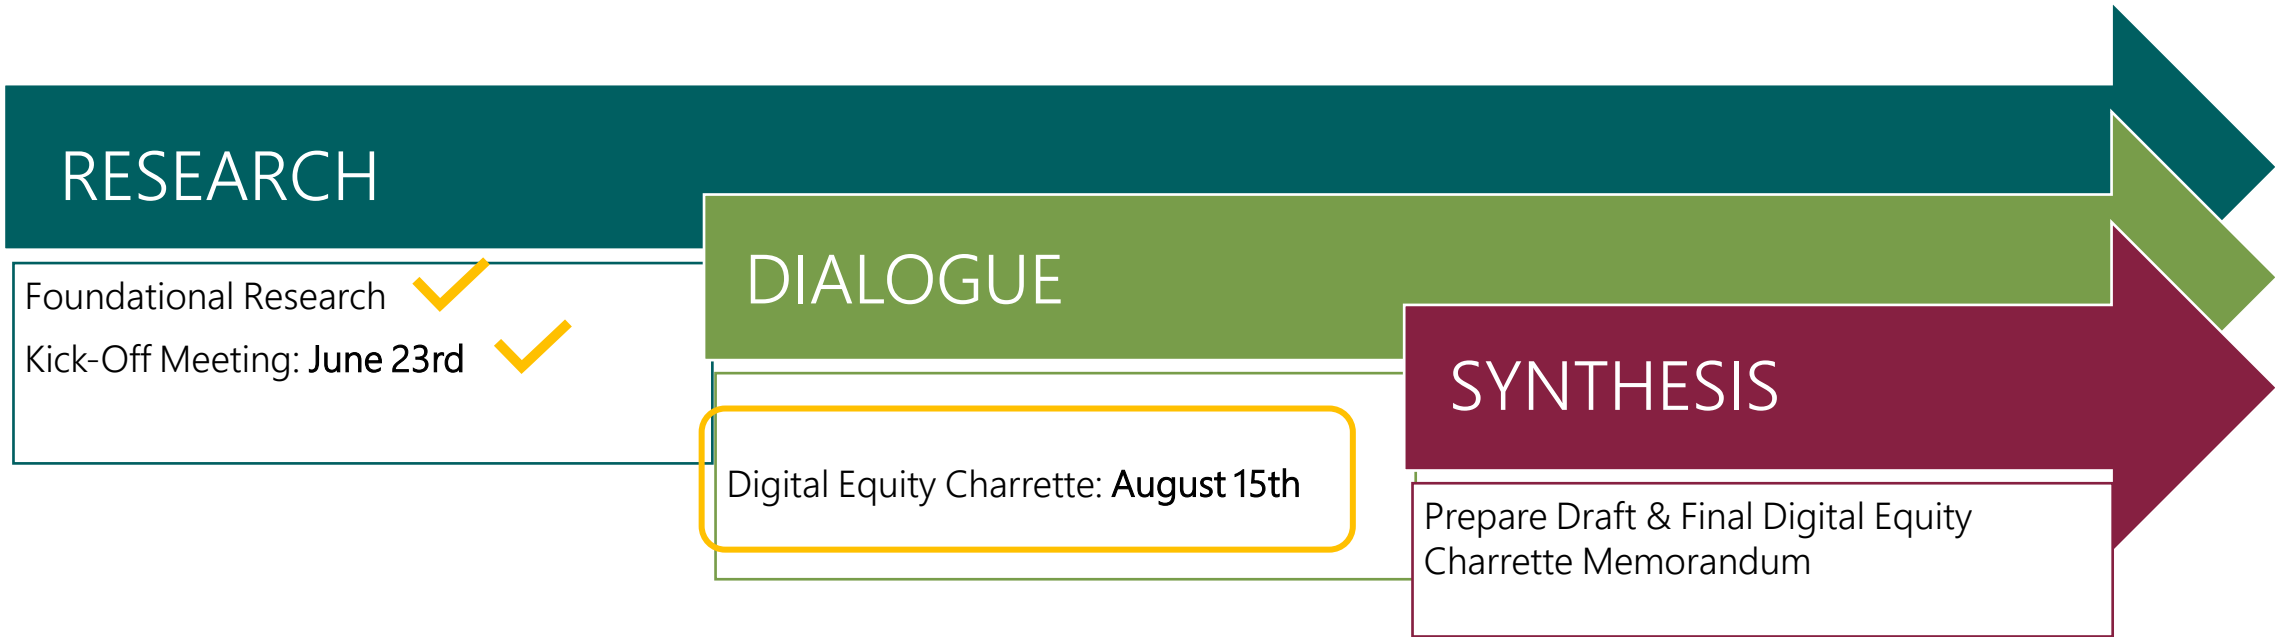 RESEARCH
Foundational Research
Kick-Off Meeting: June 23rd
DIALOGUE
Digital Equity Charrette: August 15th
SYNTHESIS
Prepare Draft & Final Digital Equity
Charrette Memorandum